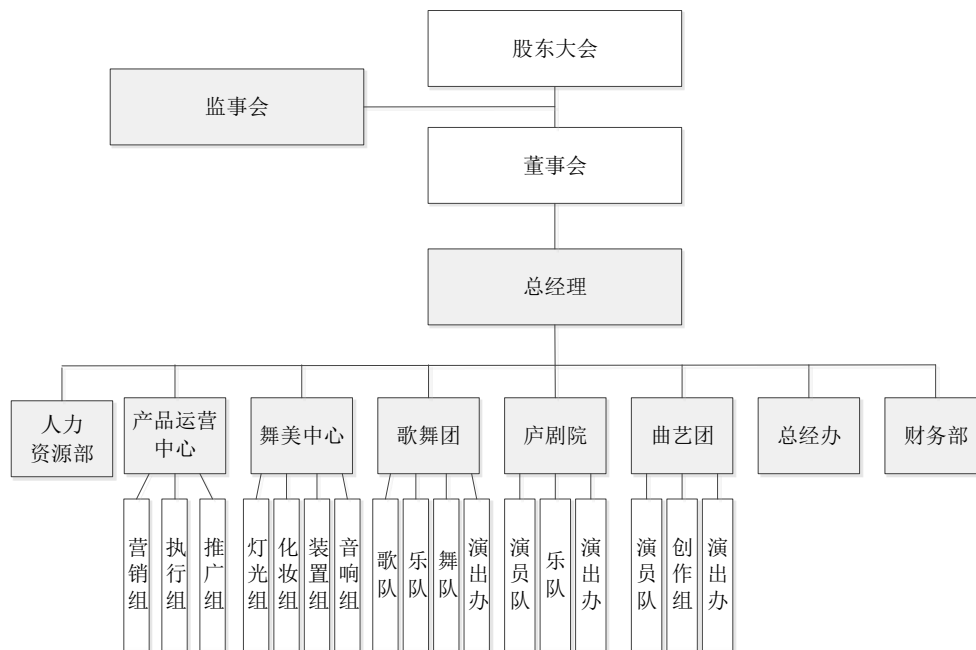 股东大会
监事会
董事会
总经理
人力
资源部
产品运营
中心
舞美中心
歌舞团
庐剧院
曲艺团
总经办
财务部
营销组
执行组
推广组
灯光组
化妆组
装置组
音响组
歌队
乐队
舞队
演出办
演员队
乐队
演出办
演员队
创作组
演出办